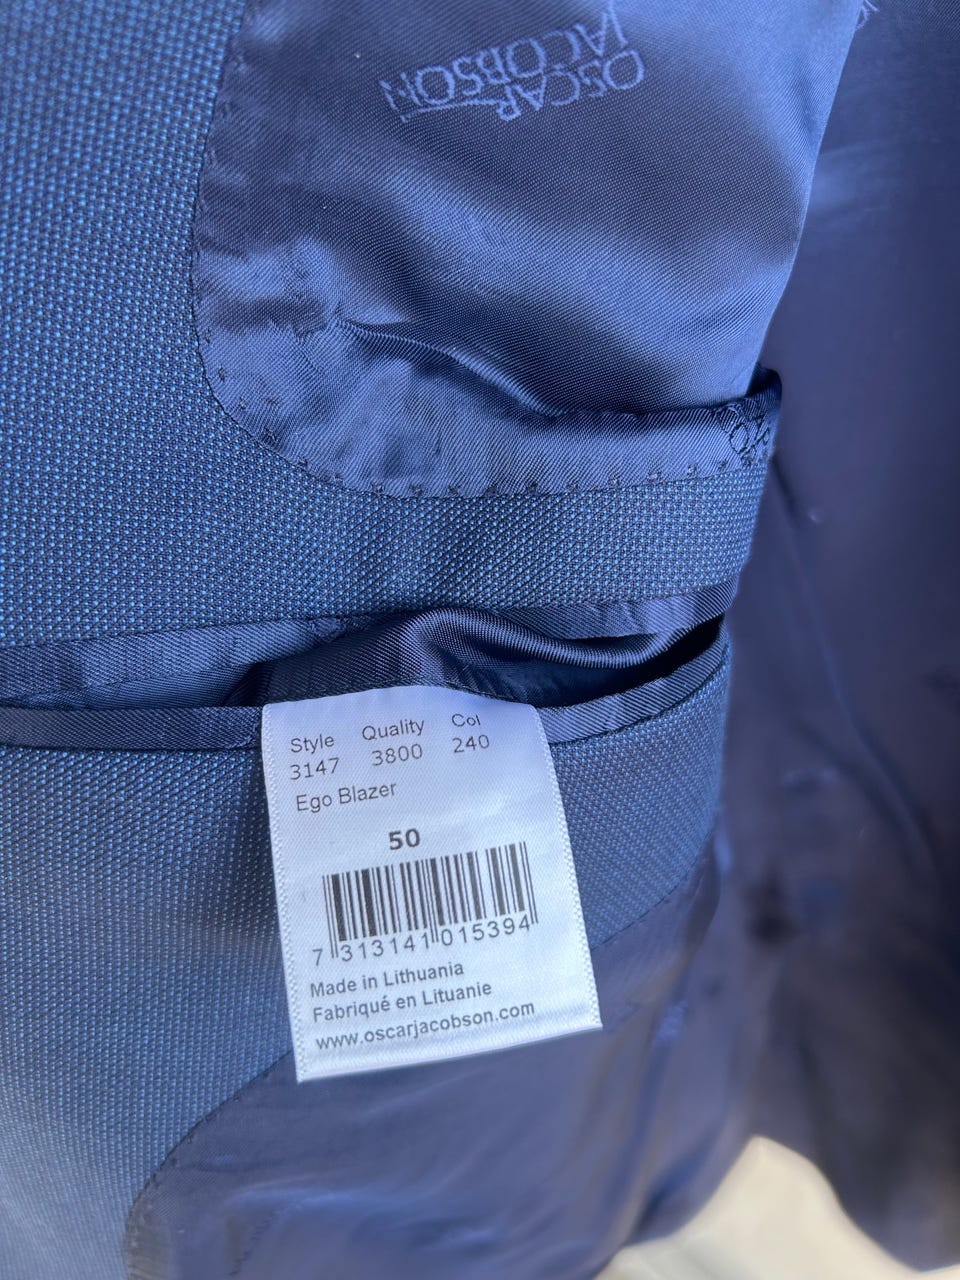 OSCAR
JACOBSON
Style Quality Col
3147 3800 240
Ego Blazer
50
7 313141 015394
Made in Lithuania
Fabriqué en Lituanie
www.oscarjacobson.com